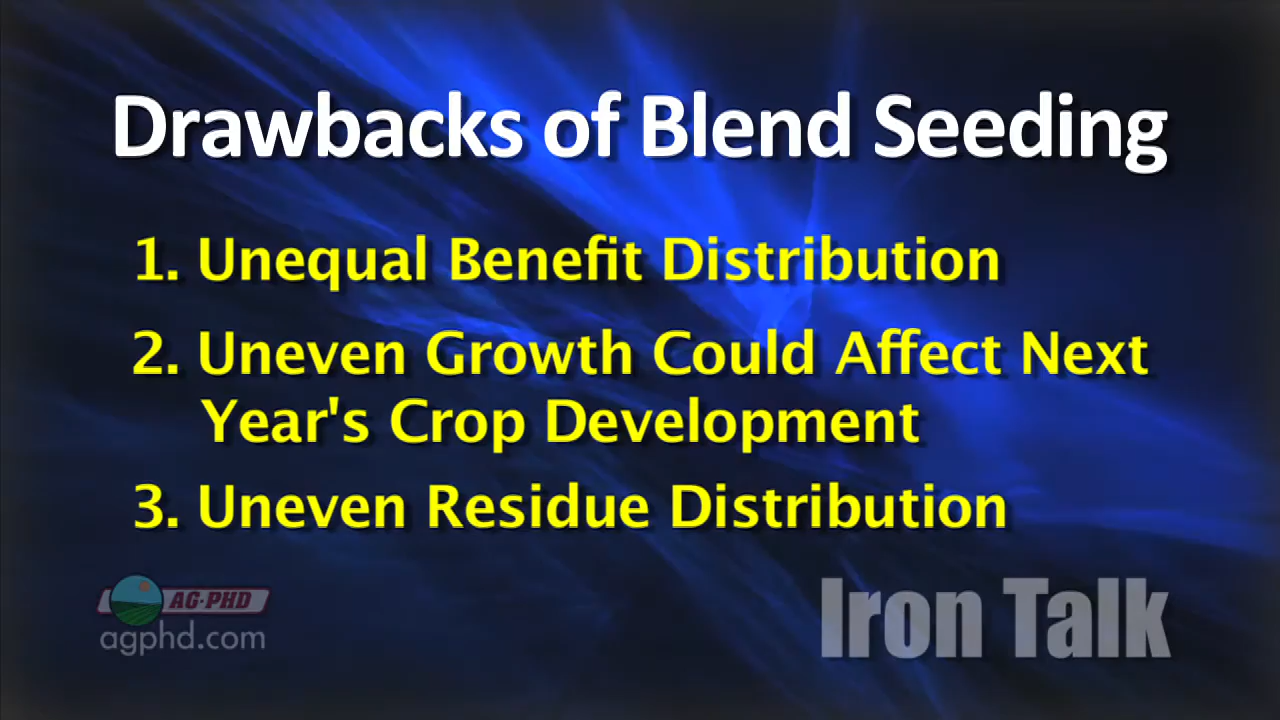 Drawbacks of Blend Seeding
1. Unequal Benefit Distribution
2. Uneven Growth Could Affect Next
Year's Crop Development
3. Uneven Residue Distribution
AG·PHD
agphd.com
Iron Talk